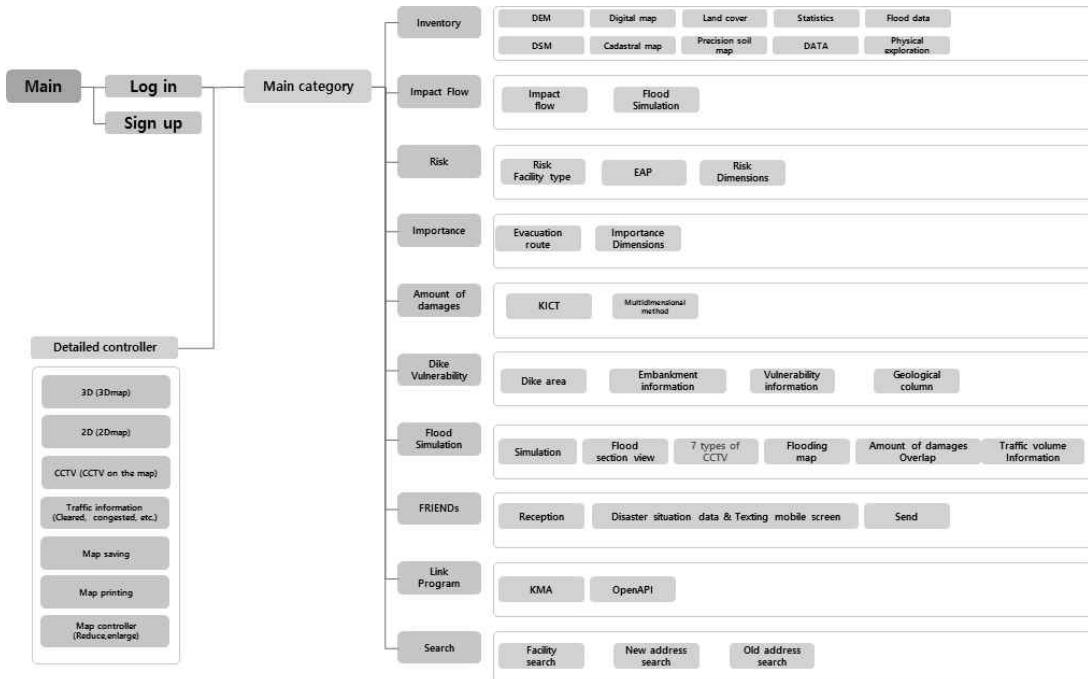 Main
Log in
Sign up
Main category
Inventory
DEM
Digital map
Land cover
Statistics
Flood data
DSM
Cadastral map
Precision soil
map
DATA
Physical
exploration
Impact Flow
Impact
flow
Flood
Simulation
Risk
Risk
Facility type
EAP
Risk
Dimensions
Importance
Evacuation
route
Importance
Dimensions
Amount of
damages
KICT
Multidimensional
method
Dike
Vulnerability
Dike area
Embankment
information
Vulnerability
information
Geological
column
Flood
Simulation
Simulation
Flood
section view
7 types of
CCTV
Flooding
map
Amount of damages
Overlap
Traffic volume
Information
FRIENDs
Reception
Disaster situation data & Texting mobile screen
Send
Link
Program
KMA
OpenAPI
Search
Facility
search
New address
search
Old address
search
Detailed controller
3D (3Dmap)
2D (2Dmap)
CCTV (CCTV on the map)
Traffic information
(Cleared, congested, etc.)
Map saving
Map printing
Map controller
(Reduce,enlarge)